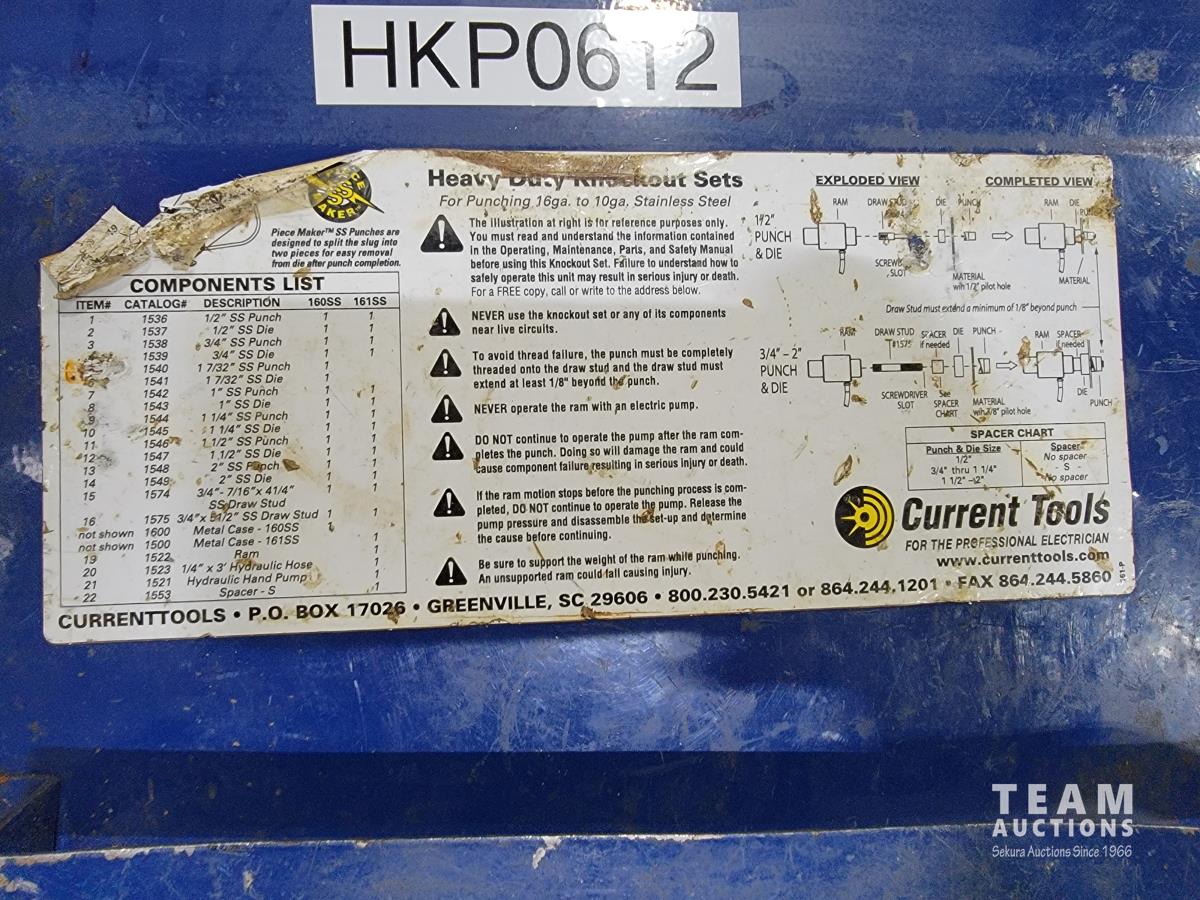 HKP0612
SS
AKER
Piece Maker™ SS Punches are
designed to split the slug into
two pieces for easy removal
from die after punch completion.
COMPONENTS LIST
ITEM# CATALOG# DESCRIPTION 160SS 161SS
1 1536 1/2" SS Punch 1 1
2 1537 1/2" SS Die 1 1
3 1538 3/4" SS Punch 1 1
1539 3/4" SS Die 1 1
1540 1 7/32" SS Punch 1
1541 1 7/32" SS Die 1
7 1542 1" SS Punch 1 1
8 1543 1" SS Die 1 1
9 1544 1 1/4" SS Punch 1 1
10 1545 1 1/4" SS Die 1 1
11 1546 1 1/2" SS Punch 1 1
12 1547 1 1/2" SS Die 1 1
13 1548 2" SS Punch 1 1
14 1549 2" SS Die 1 1
15 1574 3/4"- 7/16"x 41/4" 1 1
SS Draw Stud
16 1575 3/4"x 51/2" SS Draw Stud 1 1
not shown 1600 Metal Case - 160SS 1
not shown 1500 Metal Case - 161SS 1
19 1522 Ram 1
20 1523 1/4" x 3' Hydraulic Hose 1
21 1521 Hydraulic Hand Pump 1
22 1553 Spacer - S 1
Heavy Duty Knockout Sets
For Punching 16ga. to 10ga. Stainless Steel
The illustration at right is for reference purposes only.
You must read and understand the information contained
in the Operating, Maintenance, Parts, and Safety Manual
before using this Knockout Set. Failure to understand how to
safely operate this unit may result in serious injury or death.
For a FREE copy, call or write to the address below.
NEVER use the knockout set or any of its components
near live circuits.
To avoid thread failure, the punch must be completely
threaded onto the draw stud and the draw stud must
extend at least 1/8" beyond the punch.
NEVER operate the ram with an electric pump.
DO NOT continue to operate the pump after the ram com-
pletes the punch. Doing so will damage the ram and could
cause component failure resulting in serious injury or death.
If the ram motion stops before the punching process is com-
pleted, DO NOT continue to operate the pump. Release the
pump pressure and disassemble the set-up and determine
the cause before continuing.
Be sure to support the weight of the ram while punching.
An unsupported ram could fall causing injury.
EXPLODED VIEW COMPLETED VIEW
1/2"
PUNCH
& DIE
RAM DRAW STUD DIE PUNCH RAM DIE
SLOT
MATERIAL
wih 1/2" pilot hole
MATERIAL
Draw Stud must extend a minimum of 1/8" beyond punch
3/4" – 2"
PUNCH
& DIE
RAM DRAW STUD #1575 SPACER if needed DIE PUNCH RAM SPACER if needed
SCREWDRIVER
SLOT
See
SPACER
CHART
MATERIAL
wih 7/8" pilot hole
DIE
PUNCH
SPACER CHART
Punch & Die Size Spacer
1/2" No spacer
3/4" thru 1 1/4" - S -
1 1/2" –2" No spacer
Current Tools
FOR THE PROFESSIONAL ELECTRICIAN
www.currenttools.com
161-P
CURRENTTOOLS • P.O. BOX 17026 • GREENVILLE, SC 29606 • 800.230.5421 or 864.244.1201 • FAX 864.244.5860
TEAM
AUCTIONS
Sekura Auctions Since 1966